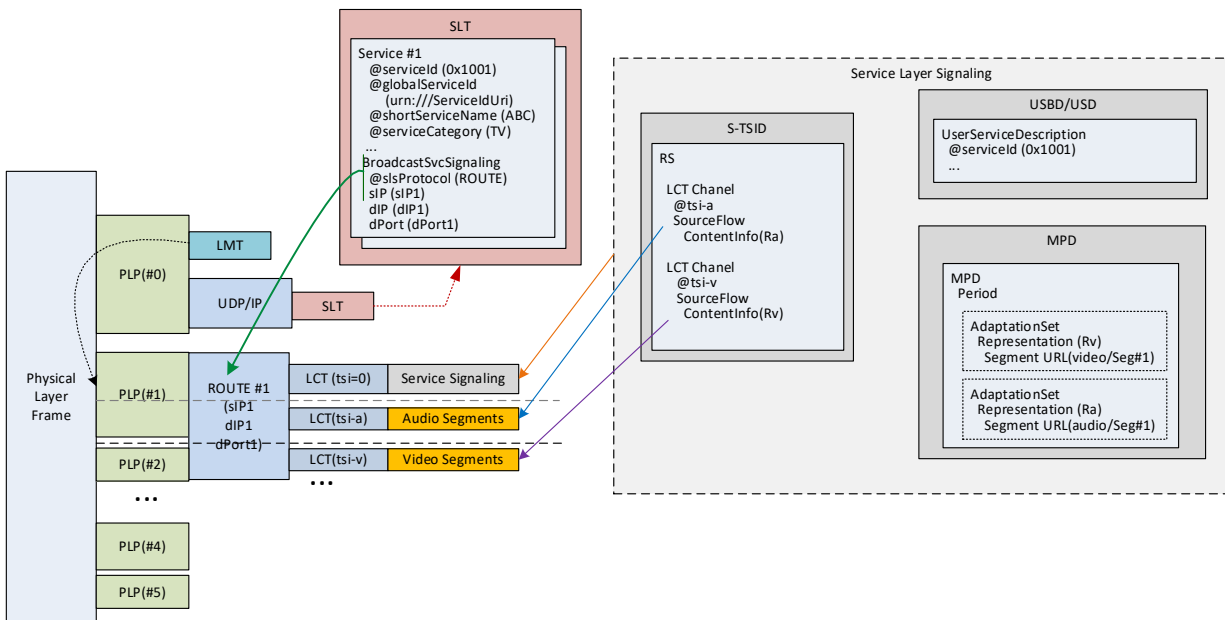 SLT
Service #1
@serviceId (0x1001)
@globalServiceId
(urn:///ServiceIdUri)
@shortServiceName (ABC)
@serviceCategory (TV)
...
BroadcastSvcSignaling
@slsProtocol (ROUTE)
sIP (sIP1)
dIP (dIP1)
dPort (dPort1)
Service Layer Signaling
S-TSID
RS
LCT Chanel
@tsi-a
SourceFlow
ContentInfo(Ra)
LCT Chanel
@tsi-v
SourceFlow
ContentInfo(Rv)
USBD/USD
UserServiceDescription
@serviceId (0x1001)
...
MPD
MPD
Period
AdaptationSet
Representation (Rv)
Segment URL(video/Seg#1)
AdaptationSet
Representation (Ra)
Segment URL(audio/Seg#1)
Physical
Layer
Frame
PLP(#0)
LMT
UDP/IP
SLT
PLP(#1)
ROUTE #1
(sIP1
dIP1
dPort1)
LCT (tsi=0)
Service Signaling
LCT(tsi-a)
Audio Segments
PLP(#2)
LCT(tsi-v)
Video Segments
...
...
PLP(#4)
PLP(#5)